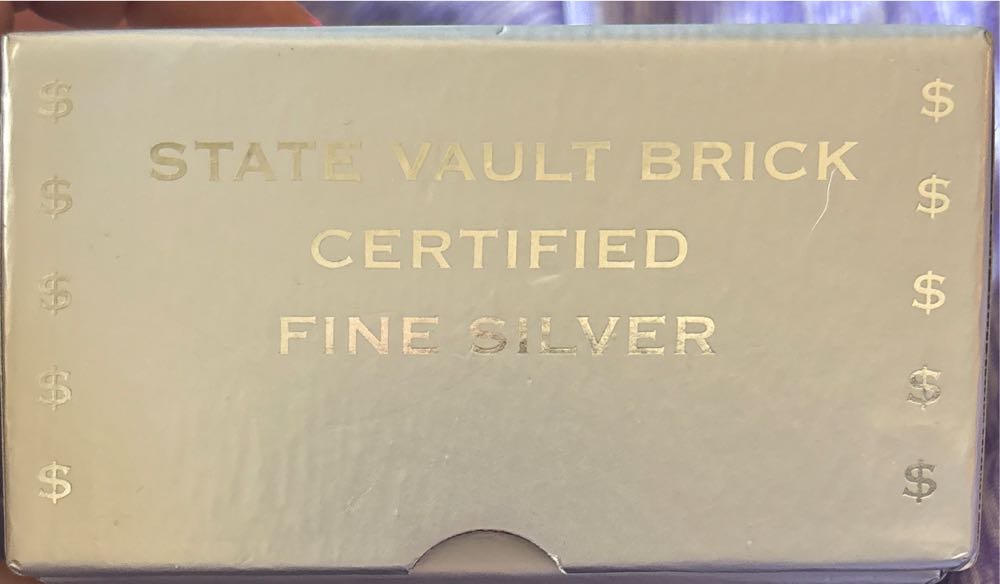 $ $
STATE VAULT BRICK
$ $
CERTIFIED
$ $
FINE SILVER
$ $
$ $